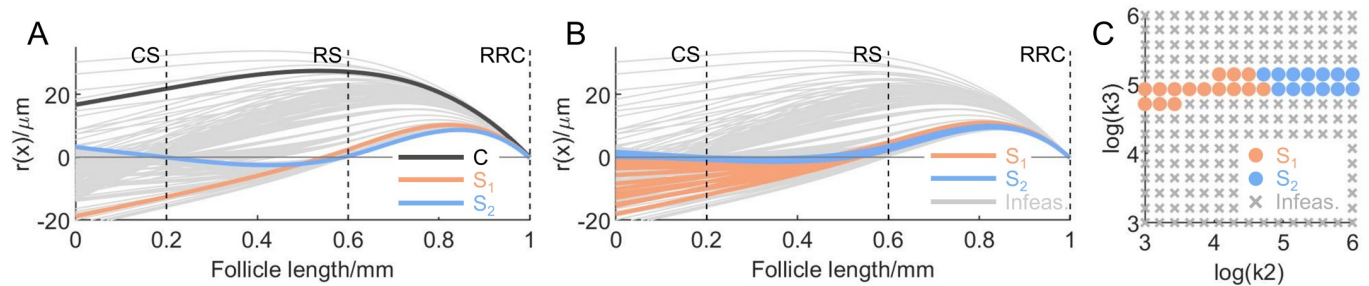 A
CS
RS
RRC
r(x)/μm
20
0
-20
C
S1
S2
0
0.2
0.4
0.6
0.8
1
Follicle length/mm
B
CS
RS
RRC
r(x)/μm
20
0
-20
S1
S2
Infeas.
0
0.2
0.4
0.6
0.8
1
Follicle length/mm
C
6
5
4
3
log(k3)
S1
S2
Infeas.
3
4
5
6
log(k2)